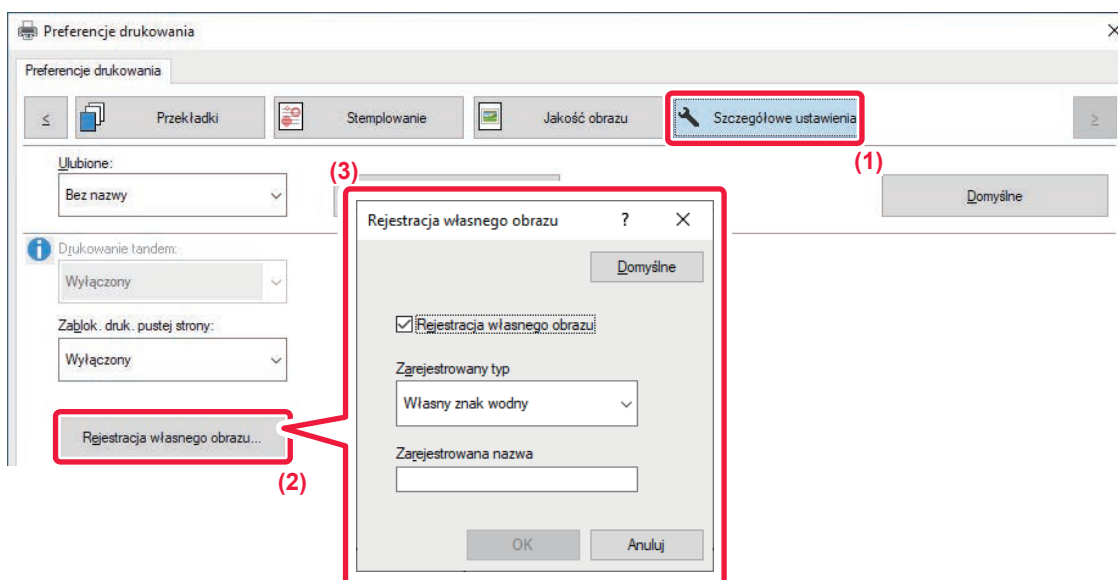 Preferencje drukowania
Preferencje drukowania
< Przekładki Stemplowanie Jakość obrazu Szczegółowe ustawienia >
(1)
Ulubione:
Bez nazwy
Domyślne
(3)
Rejestracja własnego obrazu ? X
Domyślne
Drukowanie tandem:
Wyłączony
Rejestracja własnego obrazu
Zablok. druk. pustej strony:
Wyłączony
Zarejestrowany typ
Własny znak wodny
Rejestracja własnego obrazu...
(2)
Zarejestrowana nazwa
OK Anuluj